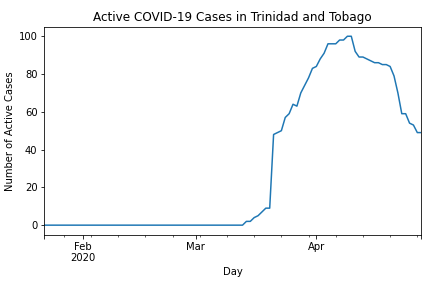 Active COVID-19 Cases in Trinidad and Tobago
100
80
60
40
20
0
Number of Active Cases
Feb
2020
Mar
Apr
Day